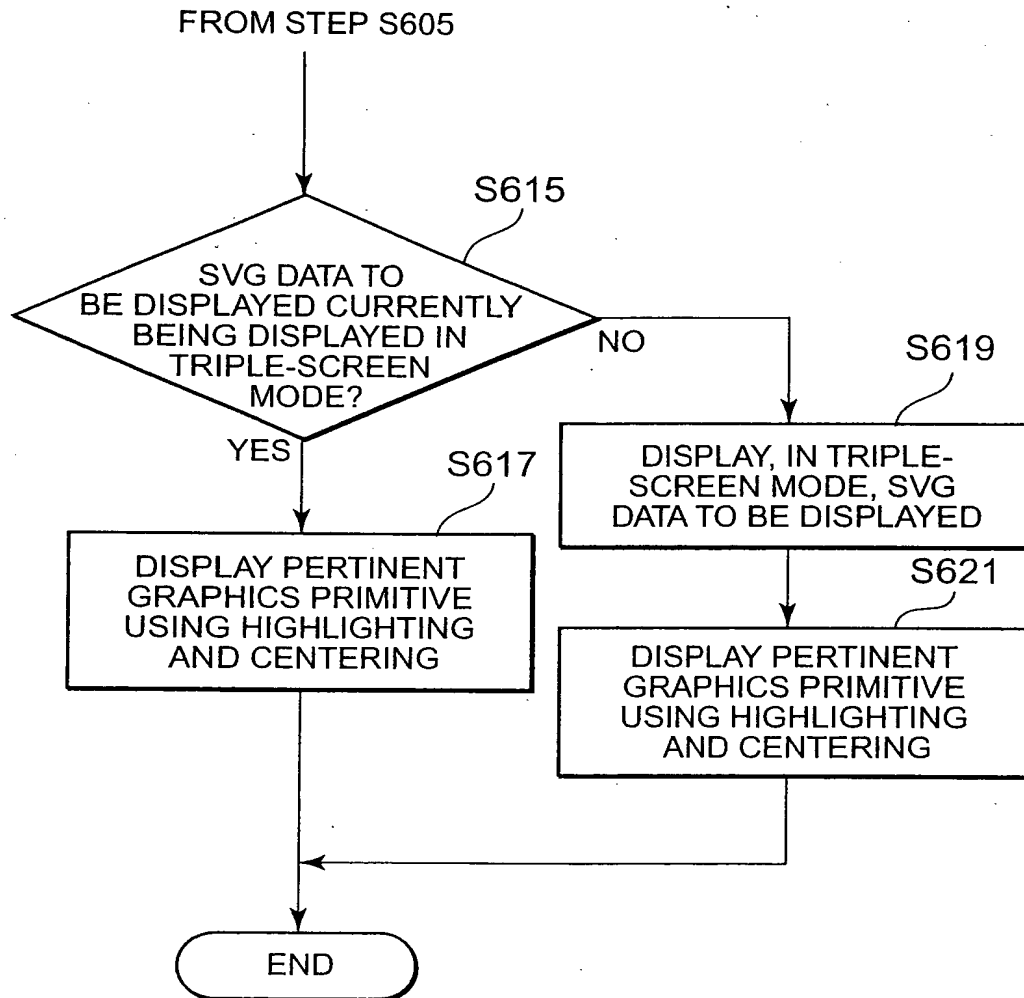 FROM STEP S605
S615
SVG DATA TO
BE DISPLAYED CURRENTLY
BEING DISPLAYED IN
TRIPLE-SCREEN
MODE?
NO
YES
S619
DISPLAY, IN TRIPLE-
SCREEN MODE, SVG
DATA TO BE DISPLAYED
S617
DISPLAY PERTINENT
GRAPHICS PRIMITIVE
USING HIGHLIGHTING
AND CENTERING
S621
DISPLAY PERTINENT
GRAPHICS PRIMITIVE
USING HIGHLIGHTING
AND CENTERING
END